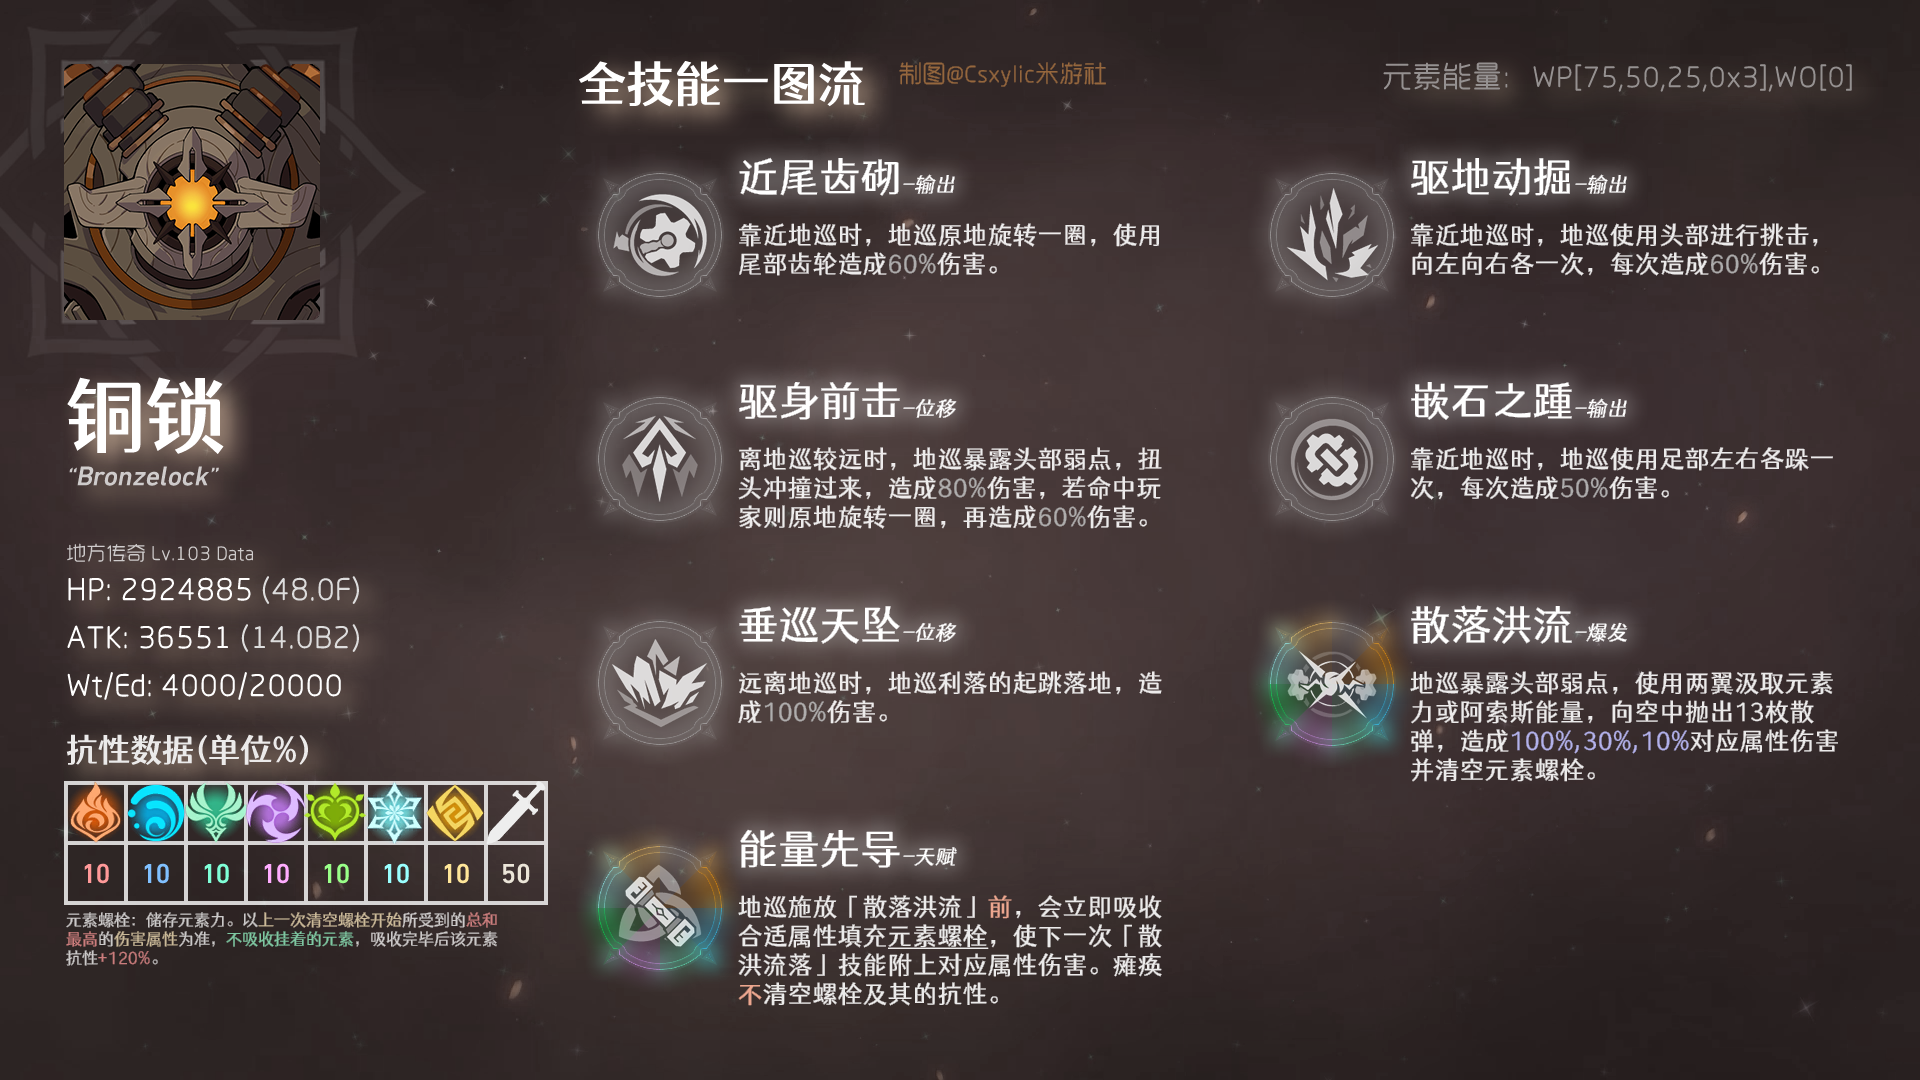 全技能一图流 制图@Csxylic米游社
元素能量: WP[75,50,25,0x3],WO[0]
铜锁
“Bronzelock”
地方传奇 Lv.103 Data
HP: 2924885 (48.0F)
ATK: 36551 (14.0B2)
Wt/Ed: 4000/20000
抗性数据(单位%)
10 10 10 10 10 10 10 50
元素螺栓：储存元素力。以上一次清空螺栓开始所受到的总和
最高的伤害属性为准，不吸收挂着的元素，吸收完毕后该元素
抗性+120%。
近尾齿砌-输出
靠近地巡时，地巡原地旋转一圈，使用
尾部齿轮造成60%伤害。
驱地动掘-输出
靠近地巡时，地巡使用头部进行挑击，
向左向右各一次，每次造成60%伤害。
驱身前击-位移
离地巡较远时，地巡暴露头部弱点，扭
头冲撞过来，造成80%伤害，若命中玩
家则原地旋转一圈，再造成60%伤害。
嵌石之踵-输出
靠近地巡时，地巡使用足部左右各跺一
次，每次造成50%伤害。
垂巡天坠-位移
远离地巡时，地巡利落的起跳落地，造
成100%伤害。
散落洪流-爆发
地巡暴露头部弱点，使用两翼汲取元素
力或阿索斯能量，向空中抛出13枚散
弹，造成100%,30%,10%对应属性伤害
并清空元素螺栓。
能量先导-天赋
地巡施放「散落洪流」前，会立即吸收
合适属性填充元素螺栓，使下一次「散
洪流落」技能附上对应属性伤害。瘫痪
不清空螺栓及其的抗性。